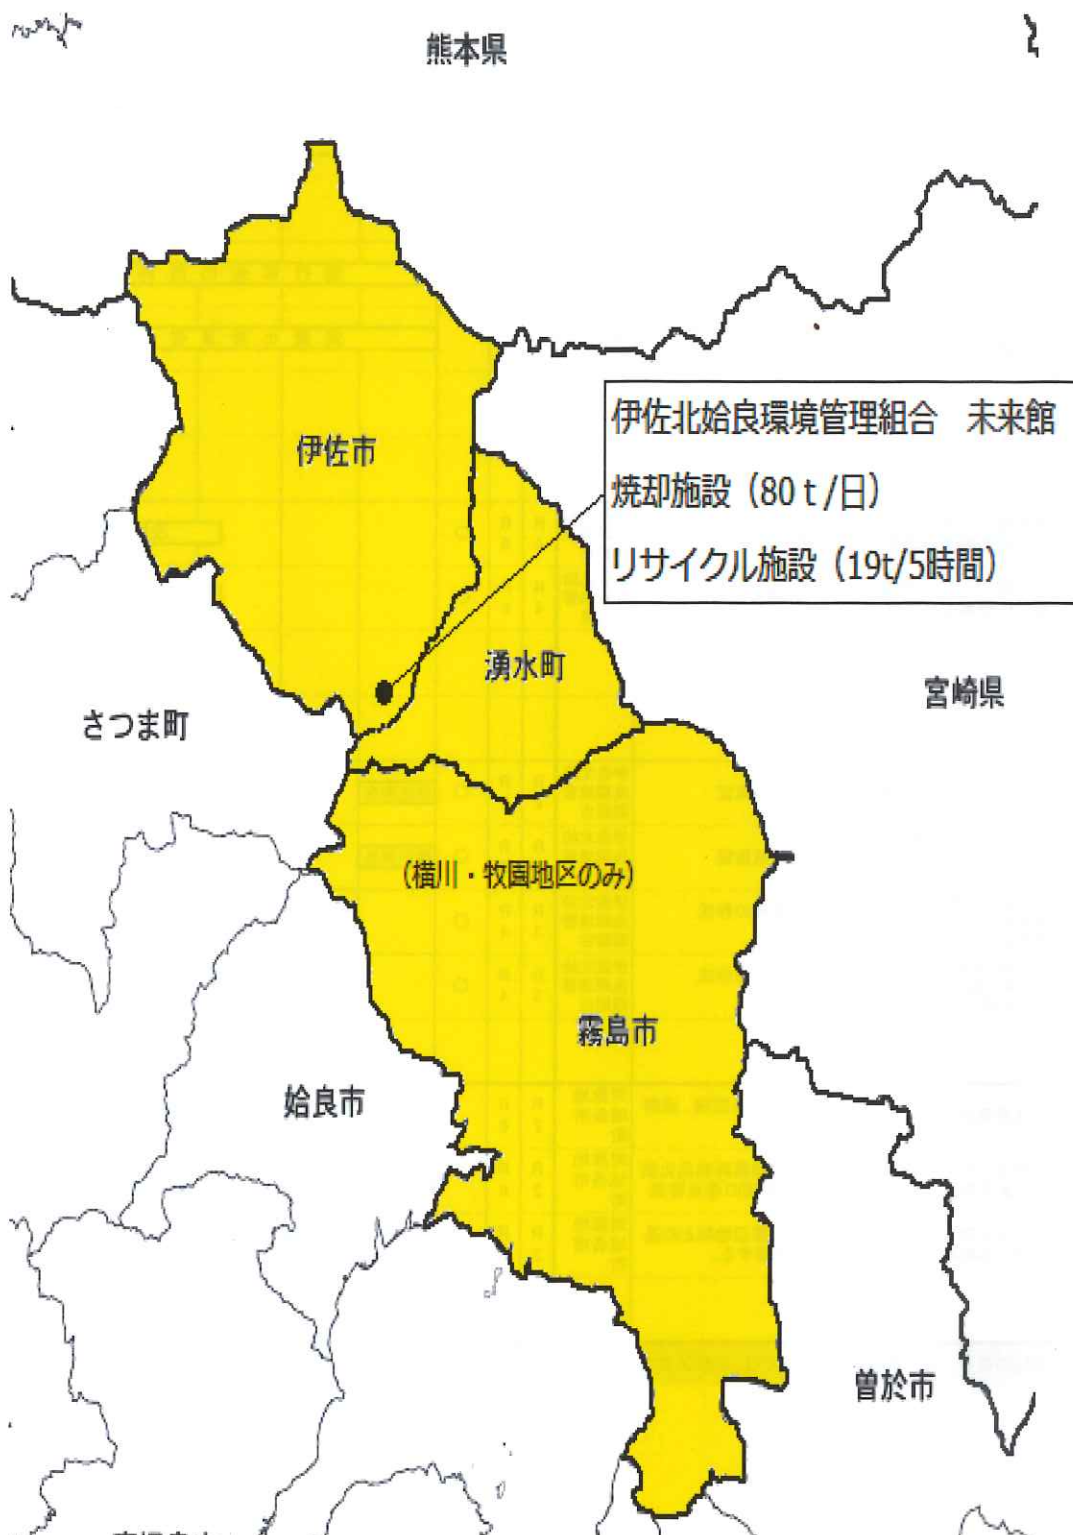 熊本県
伊佐北姶良環境管理組合　未来館
焼却施設（80ｔ/日）
リサイクル施設（19t/5時間）
伊佐市
湧水町
宮崎県
さつま町
（横川・牧園地区のみ）
霧島市
姶良市
曽於市